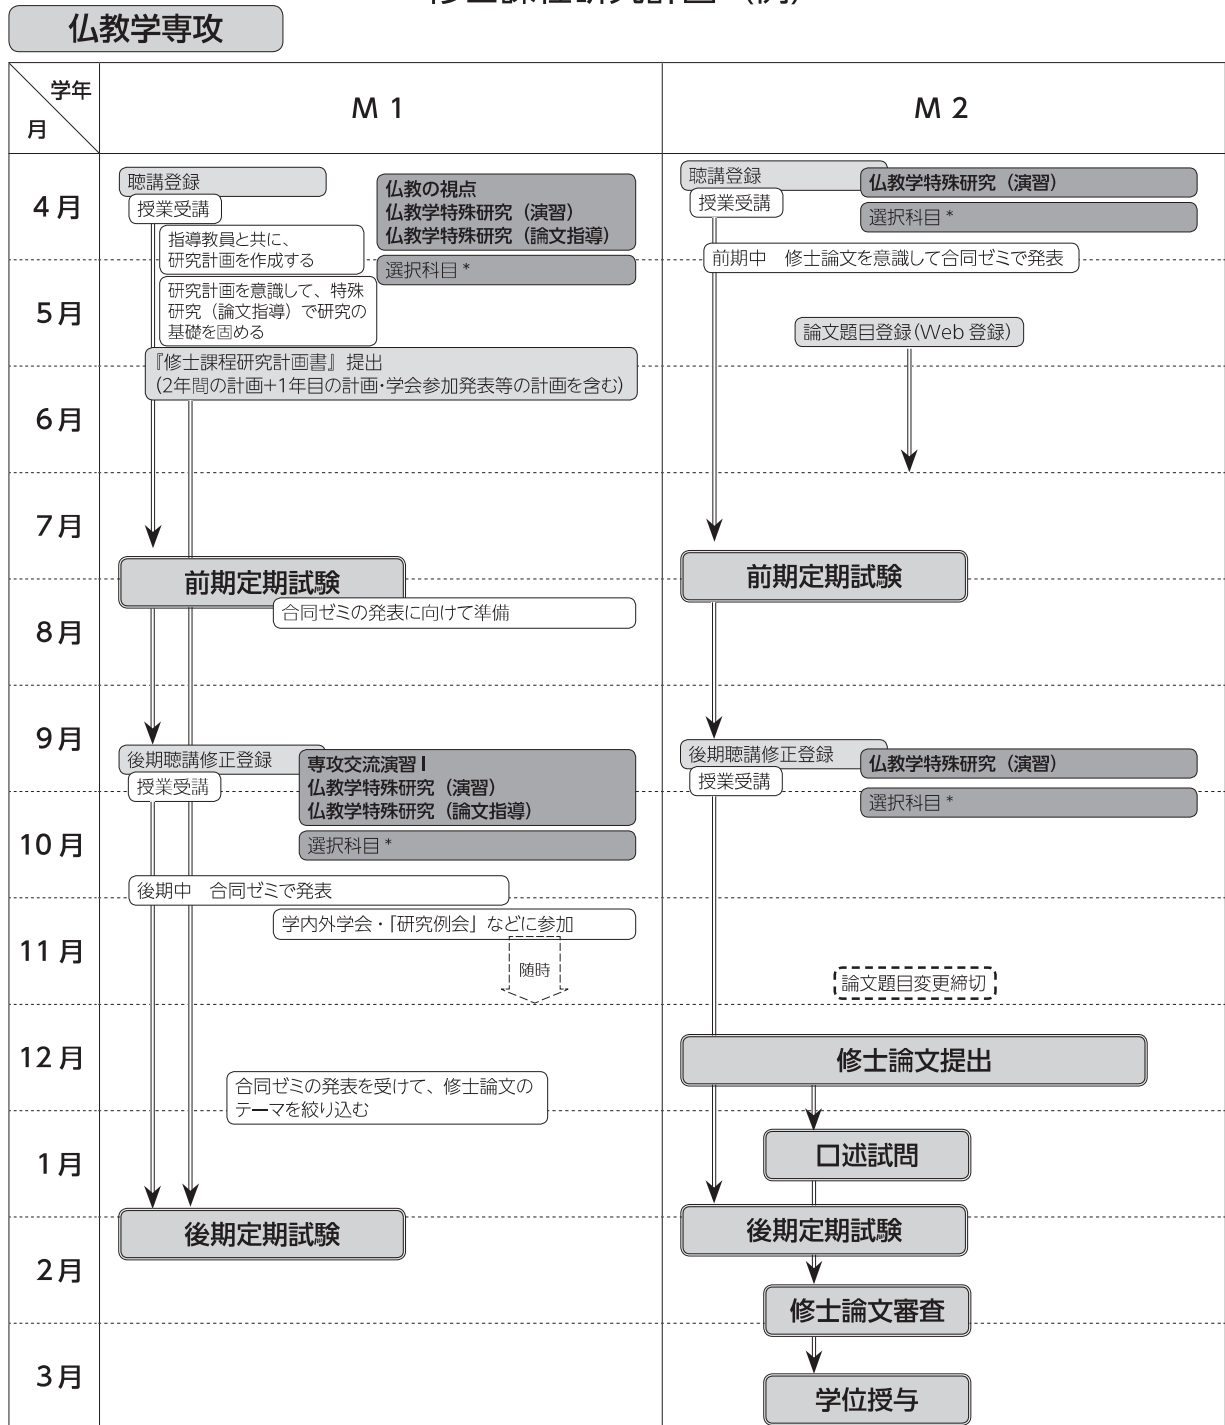 仏教学専攻
学年
月
M 1
M 2
4月
聴講登録
授業受講
指導教員と共に、
研究計画を作成する
仏教の視点
仏教学特殊研究（演習）
仏教学特殊研究（論文指導）
選択科目*
聴講登録
授業受講
仏教学特殊研究（演習）
選択科目*
前期中　修士論文を意識して合同ゼミで発表
5月
研究計画を意識して、特殊
研究（論文指導）で研究の
基礎を固める
『修士課程研究計画書』提出
（2年間の計画+1年目の計画・学会参加発表等の計画を含む）
論文題目登録（Web 登録）
6月
7月
前期定期試験
前期定期試験
8月
合同ゼミの発表に向けて準備
9月
後期聴講修正登録
授業受講
専攻交流演習Ⅰ
仏教学特殊研究（演習）
仏教学特殊研究（論文指導）
選択科目*
後期聴講修正登録
授業受講
仏教学特殊研究（演習）
選択科目*
10月
後期中　合同ゼミで発表
学内外学会・「研究例会」などに参加
11月
随時
論文題目変更締切
12月
合同ゼミの発表を受けて、修士論文の
テーマを絞り込む
修士論文提出
1月
口述試問
後期定期試験
後期定期試験
2月
修士論文審査
3月
学位授与